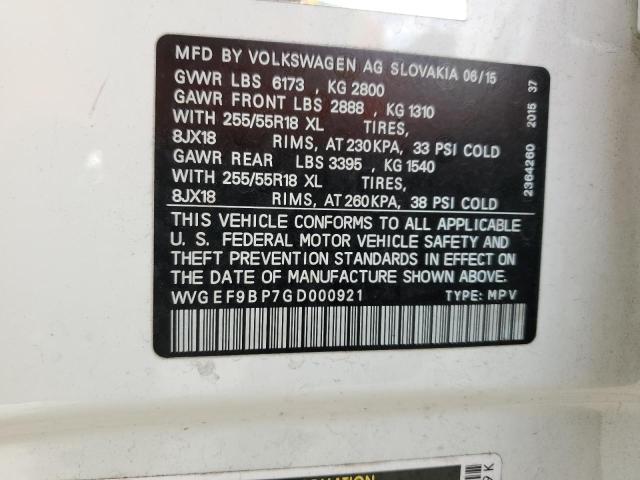 MFD BY VOLKSWAGEN AG SLOVAKIA 06/15
GVWR LBS 6173 , KG 2800
GAWR FRONT LBS 2888 , KG 1310
WITH 255/55R18 XL TIRES,
8JX18 RIMS, AT 230KPA, 33 PSI COLD
GAWR REAR LBS 3395 , KG 1540
WITH 255/55R18 XL TIRES,
8JX18 RIMS, AT 260KPA, 38 PSI COLD
THIS VEHICLE CONFORMS TO ALL APPLICABLE
U. S. FEDERAL MOTOR VEHICLE SAFETY AND
THEFT PREVENTION STANDARDS IN EFFECT ON
THE DATE OF MANUFACTURE SHOWN ABOVE.
WVGEF9BP7GD000921 TYPE: MPV
2364260 2015 37
9K